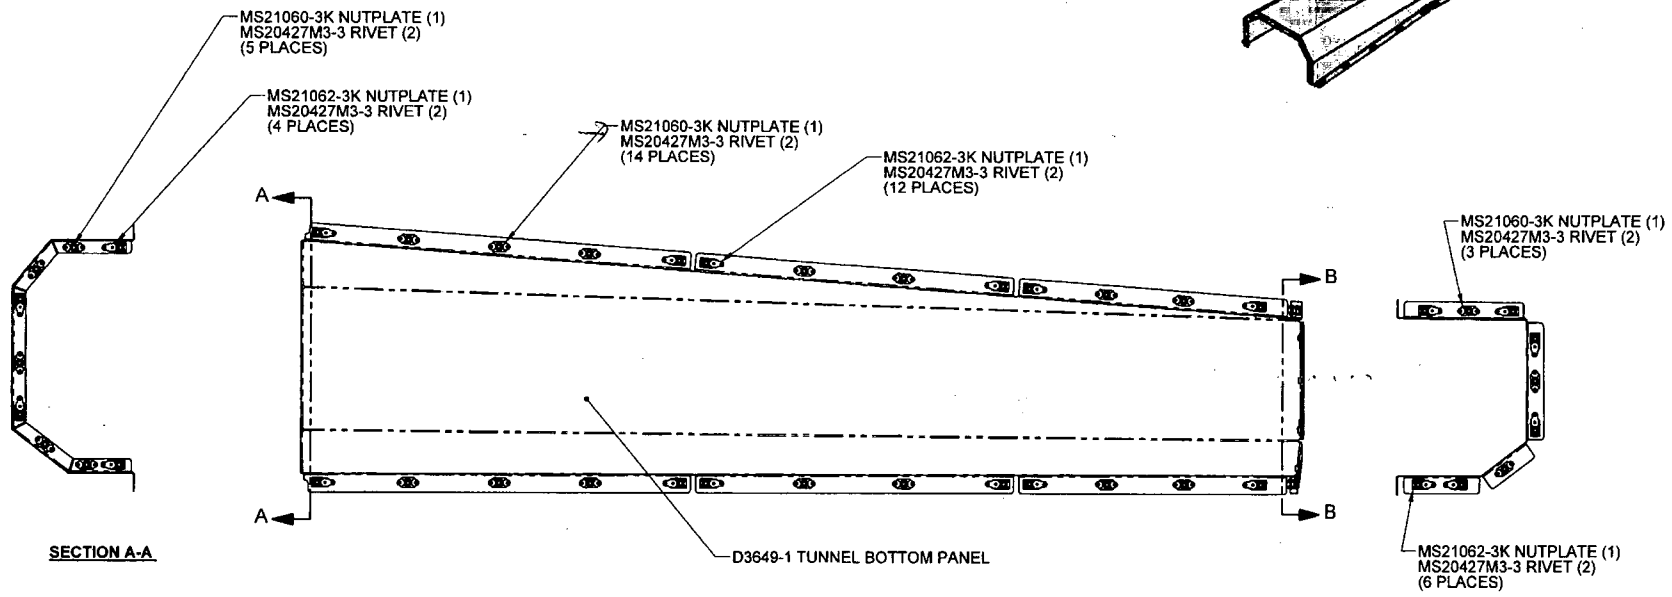 MS21060-3K NUTPLATE (1)
MS20427M3-3 RIVET (2)
(5 PLACES)
MS21062-3K NUTPLATE (1)
MS20427M3-3 RIVET (2)
(4 PLACES)
MS21060-3K NUTPLATE (1)
MS20427M3-3 RIVET (2)
(14 PLACES)
MS21062-3K NUTPLATE (1)
MS20427M3-3 RIVET (2)
(12 PLACES)
MS21060-3K NUTPLATE (1)
MS20427M3-3 RIVET (2)
(3 PLACES)
A
B
A
B
SECTION A-A
D3649-1 TUNNEL BOTTOM PANEL
MS21062-3K NUTPLATE (1)
MS20427M3-3 RIVET (2)
(6 PLACES)